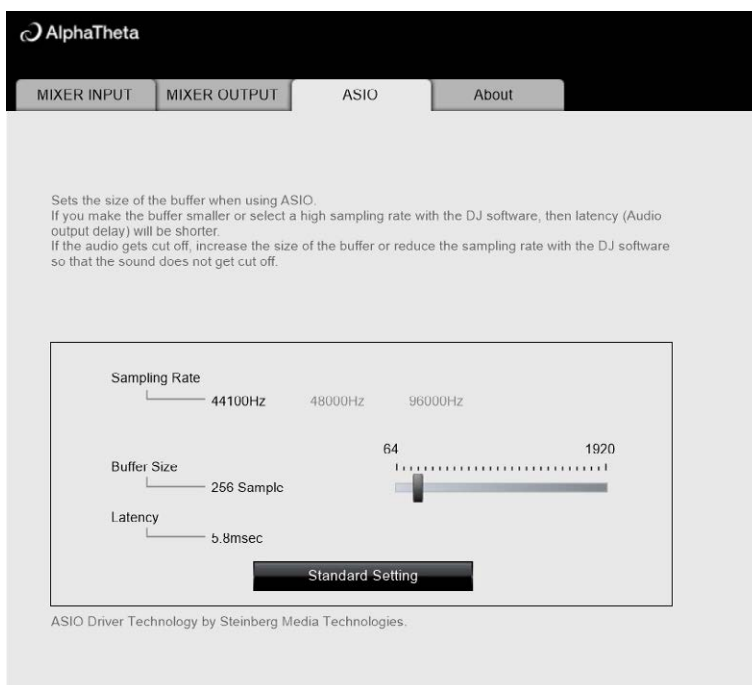 AlphaTheta
MIXER INPUT MIXER OUTPUT ASIO About
Sets the size of the buffer when using ASIO.
If you make the buffer smaller or select a high sampling rate with the DJ software, then latency (Audio
output delay) will be shorter.
If the audio gets cut off, increase the size of the buffer or reduce the sampling rate with the DJ software
so that the sound does not get cut off.
Sampling Rate
44100Hz 48000Hz 96000Hz
64 1920
Buffer Size
256 Sample
Latency
5.8msec
Standard Setting
ASIO Driver Technology by Steinberg Media Technologies.